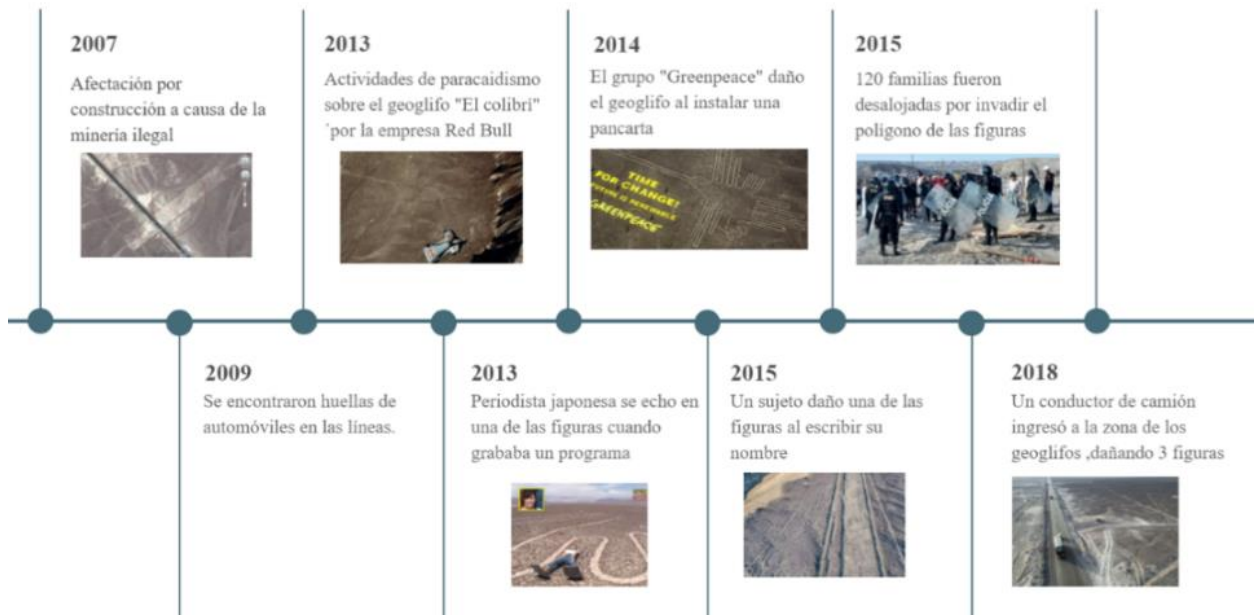 2007
Afectación por
construcción a causa de la
minería ilegal
2009
Se encontraron huellas de
automóviles en las líneas.
2013
Actividades de paracaidismo
sobre el geoglifo "El colibrí"
´por la empresa Red Bull
2013
Periodista japonesa se echo en
una de las figuras cuando
grababa un programa
2014
El grupo "Greenpeace" daño
el geoglifo al instalar una
pancarta
TIME
FOR CHANGE!
FUTURE IS RENEWABLE
GREENPEACE
2015
Un sujeto daño una de las
figuras al escribir su
nombre
2015
120 familias fueron
desalojadas por invadir el
polígono de las figuras
2018
Un conductor de camión
ingresó a la zona de los
geoglifos ,dañando 3 figuras